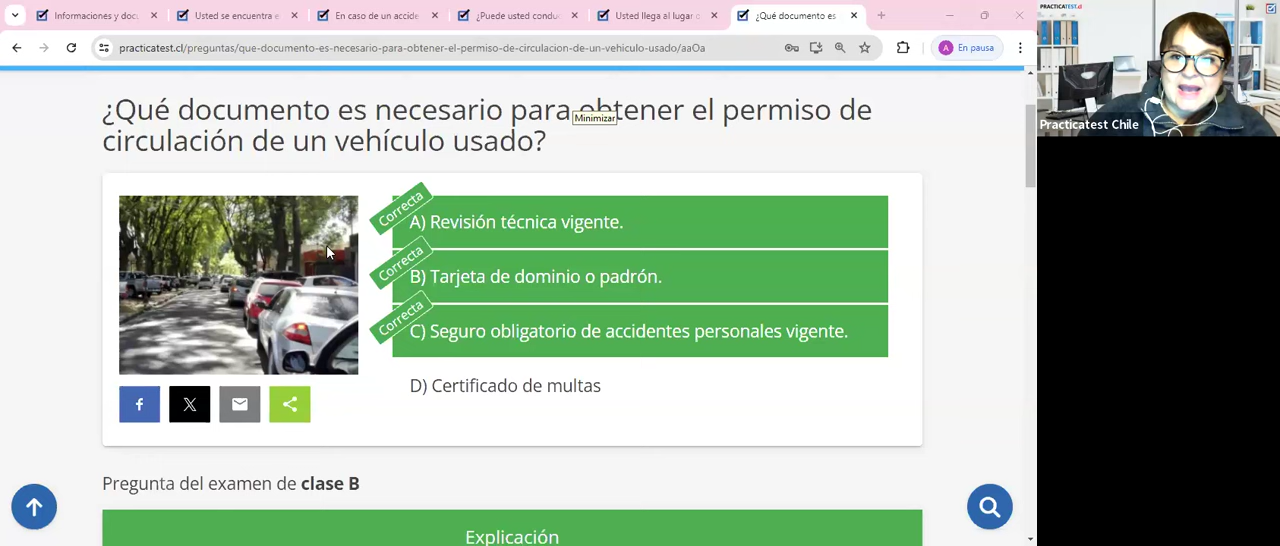 Informaciones y docu
Usted se encuentra e
En caso de un accide
¿Puede usted conduc
Usted llega al lugar o
¿Qué documento es
practicatest.cl/preguntas/que-documento-es-necesario-para-obtener-el-permiso-de-circulacion-de-un-vehiculo-usado/aaOa
A
En pausa
PRACTICATEST.cl
Practicatest Chile
¿Qué documento es necesario para obtener el permiso de
circulación de un vehículo usado?
Minimizar
Correcta
A) Revisión técnica vigente.
Correcta
B) Tarjeta de dominio o padrón.
Correcta
C) Seguro obligatorio de accidentes personales vigente.
D) Certificado de multas
Pregunta del examen de clase B
Explicación